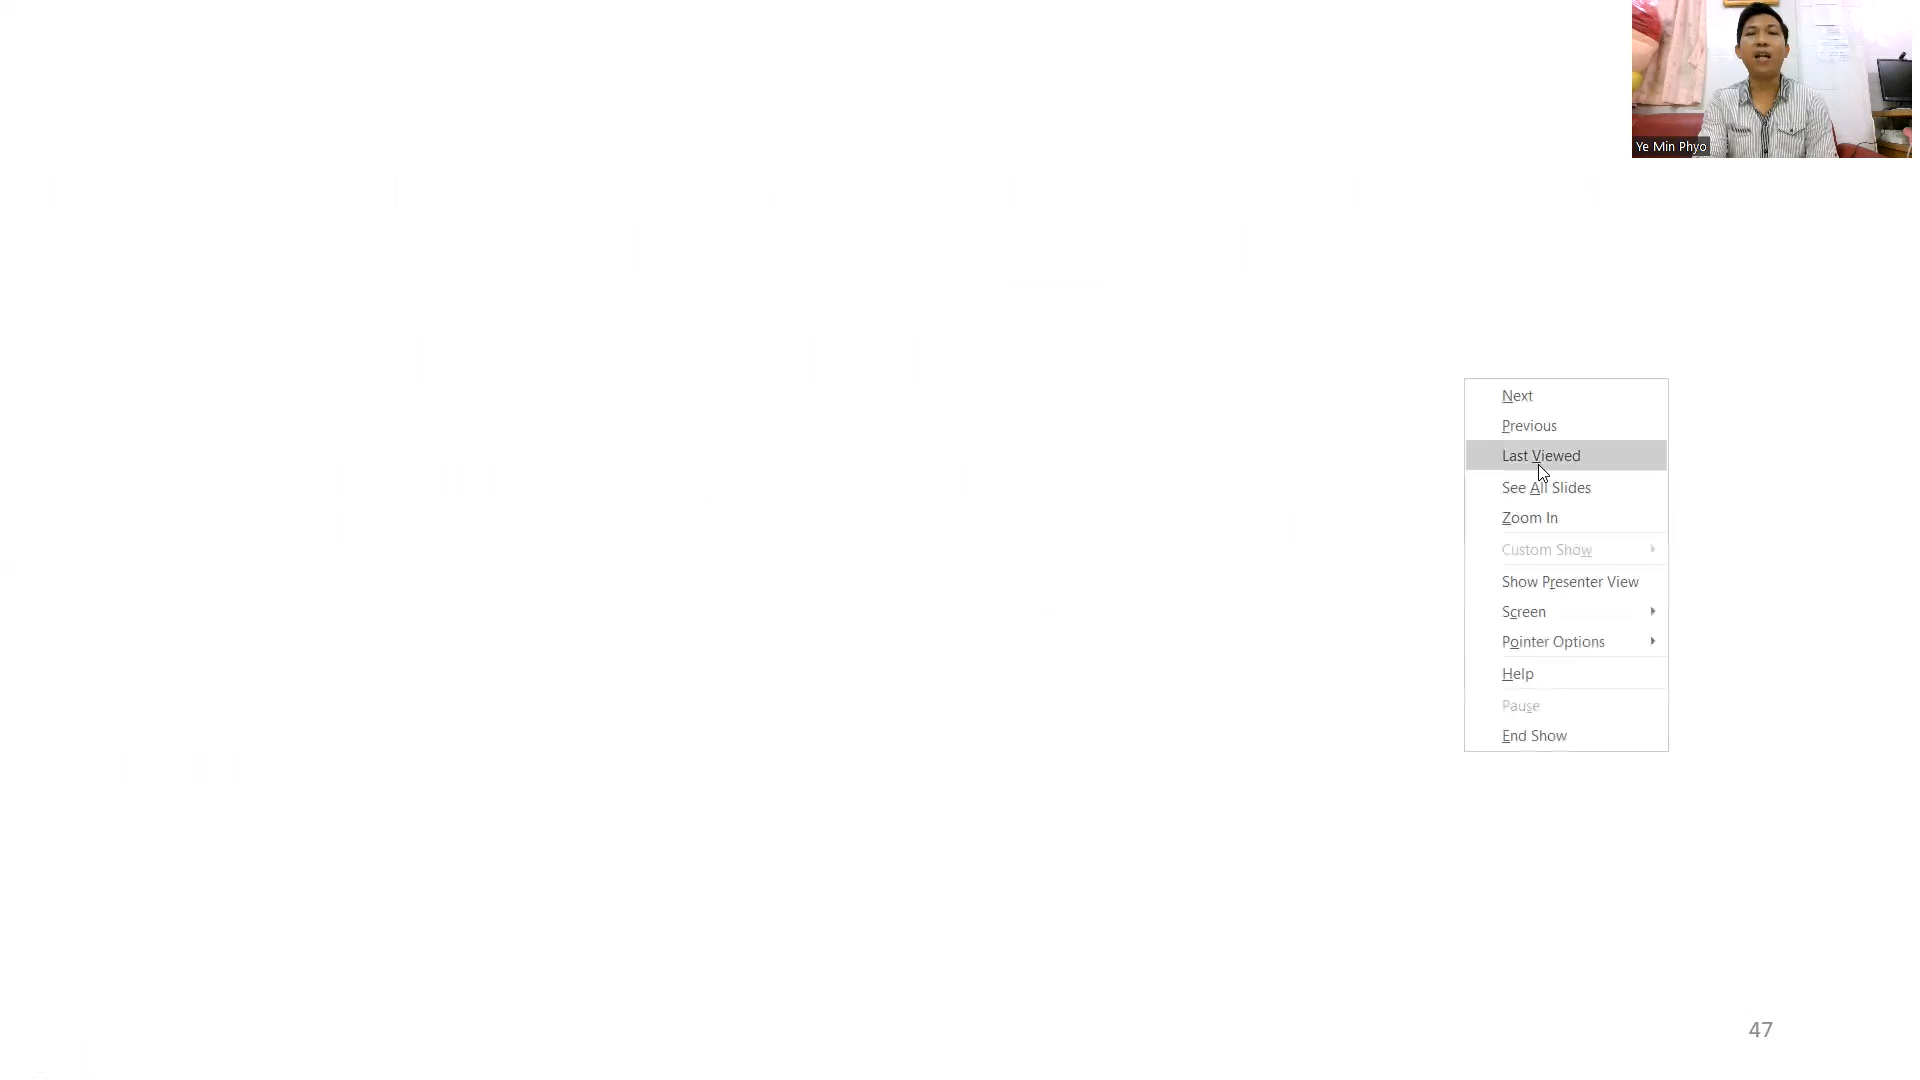 Ye Min Phyo
Next
Previous
Last Viewed
See All Slides
Zoom In
Custom Show
Show Presenter View
Screen
Pointer Options
Help
Pause
End Show
47